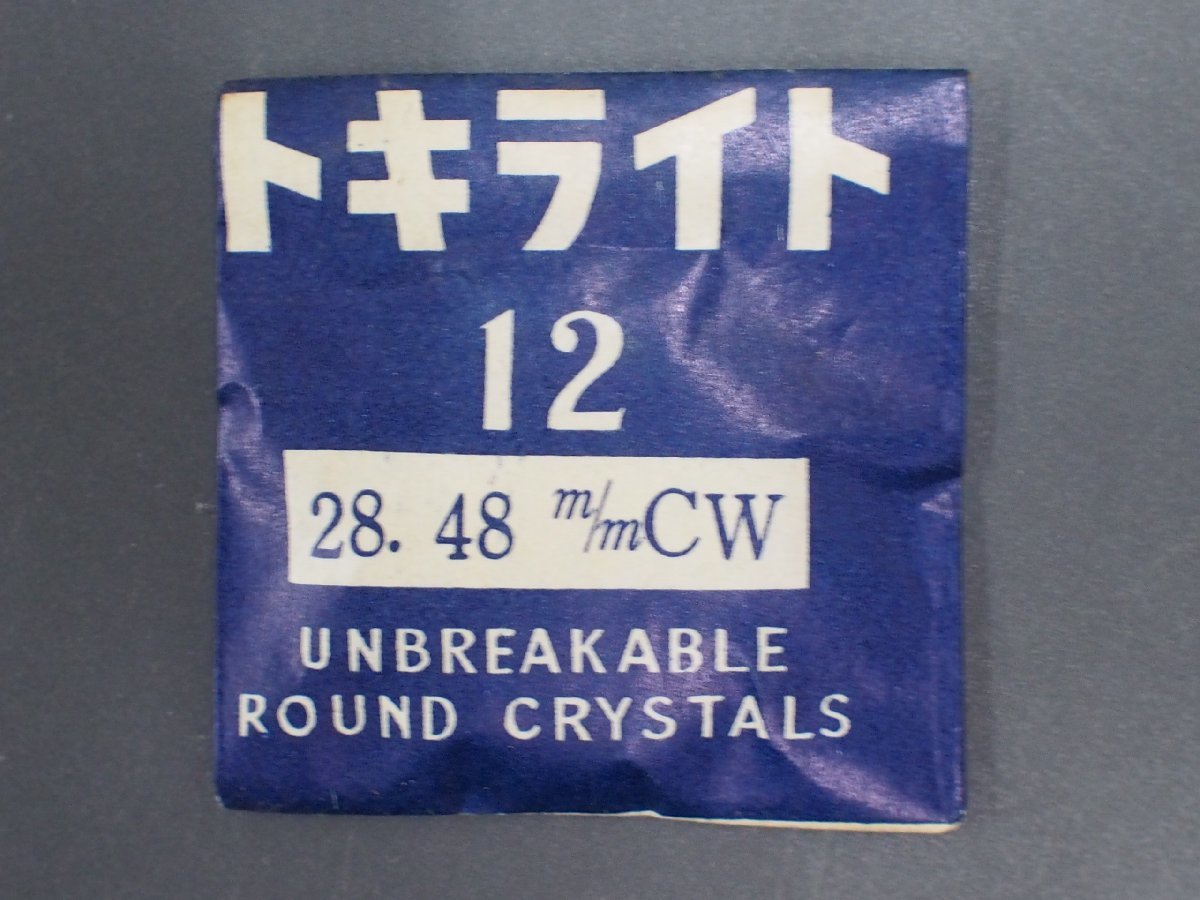 トキライト
12
28.48 m/mCW
UNBREAKABLE
ROUND CRYSTALS